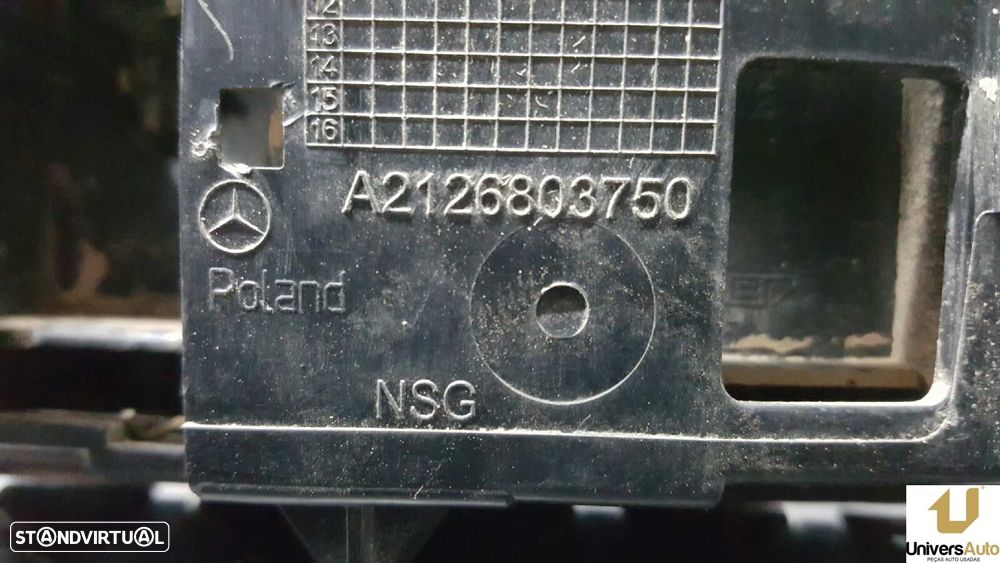 12
13
14
15
16
A2126803750
Poland
NSG
STANDVIRTUAL
UniversAuto
PEÇAS AUTO USADAS